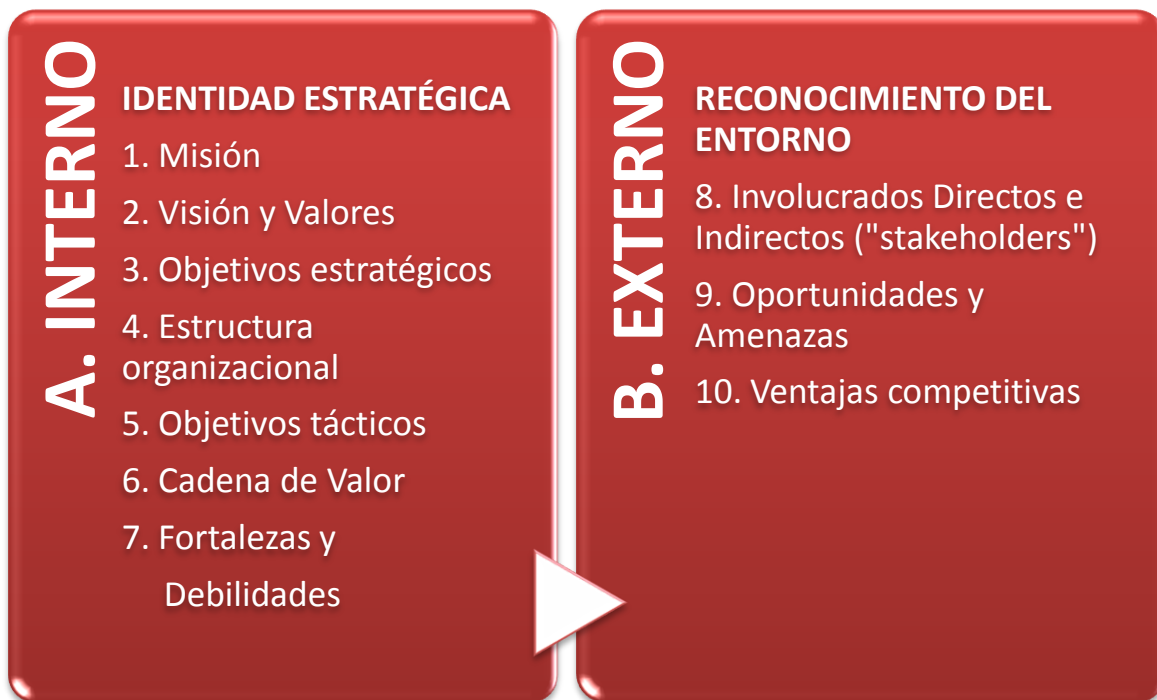 A. INTERNO
IDENTIDAD ESTRATÉGICA
1. Misión
2. Visión y Valores
3. Objetivos estratégicos
4. Estructura
organizacional
5. Objetivos tácticos
6. Cadena de Valor
7. Fortalezas y
Debilidades
B. EXTERNO
RECONOCIMIENTO DEL
ENTORNO
8. Involucrados Directos e
Indirectos ("stakeholders")
9. Oportunidades y
Amenazas
10. Ventajas competitivas